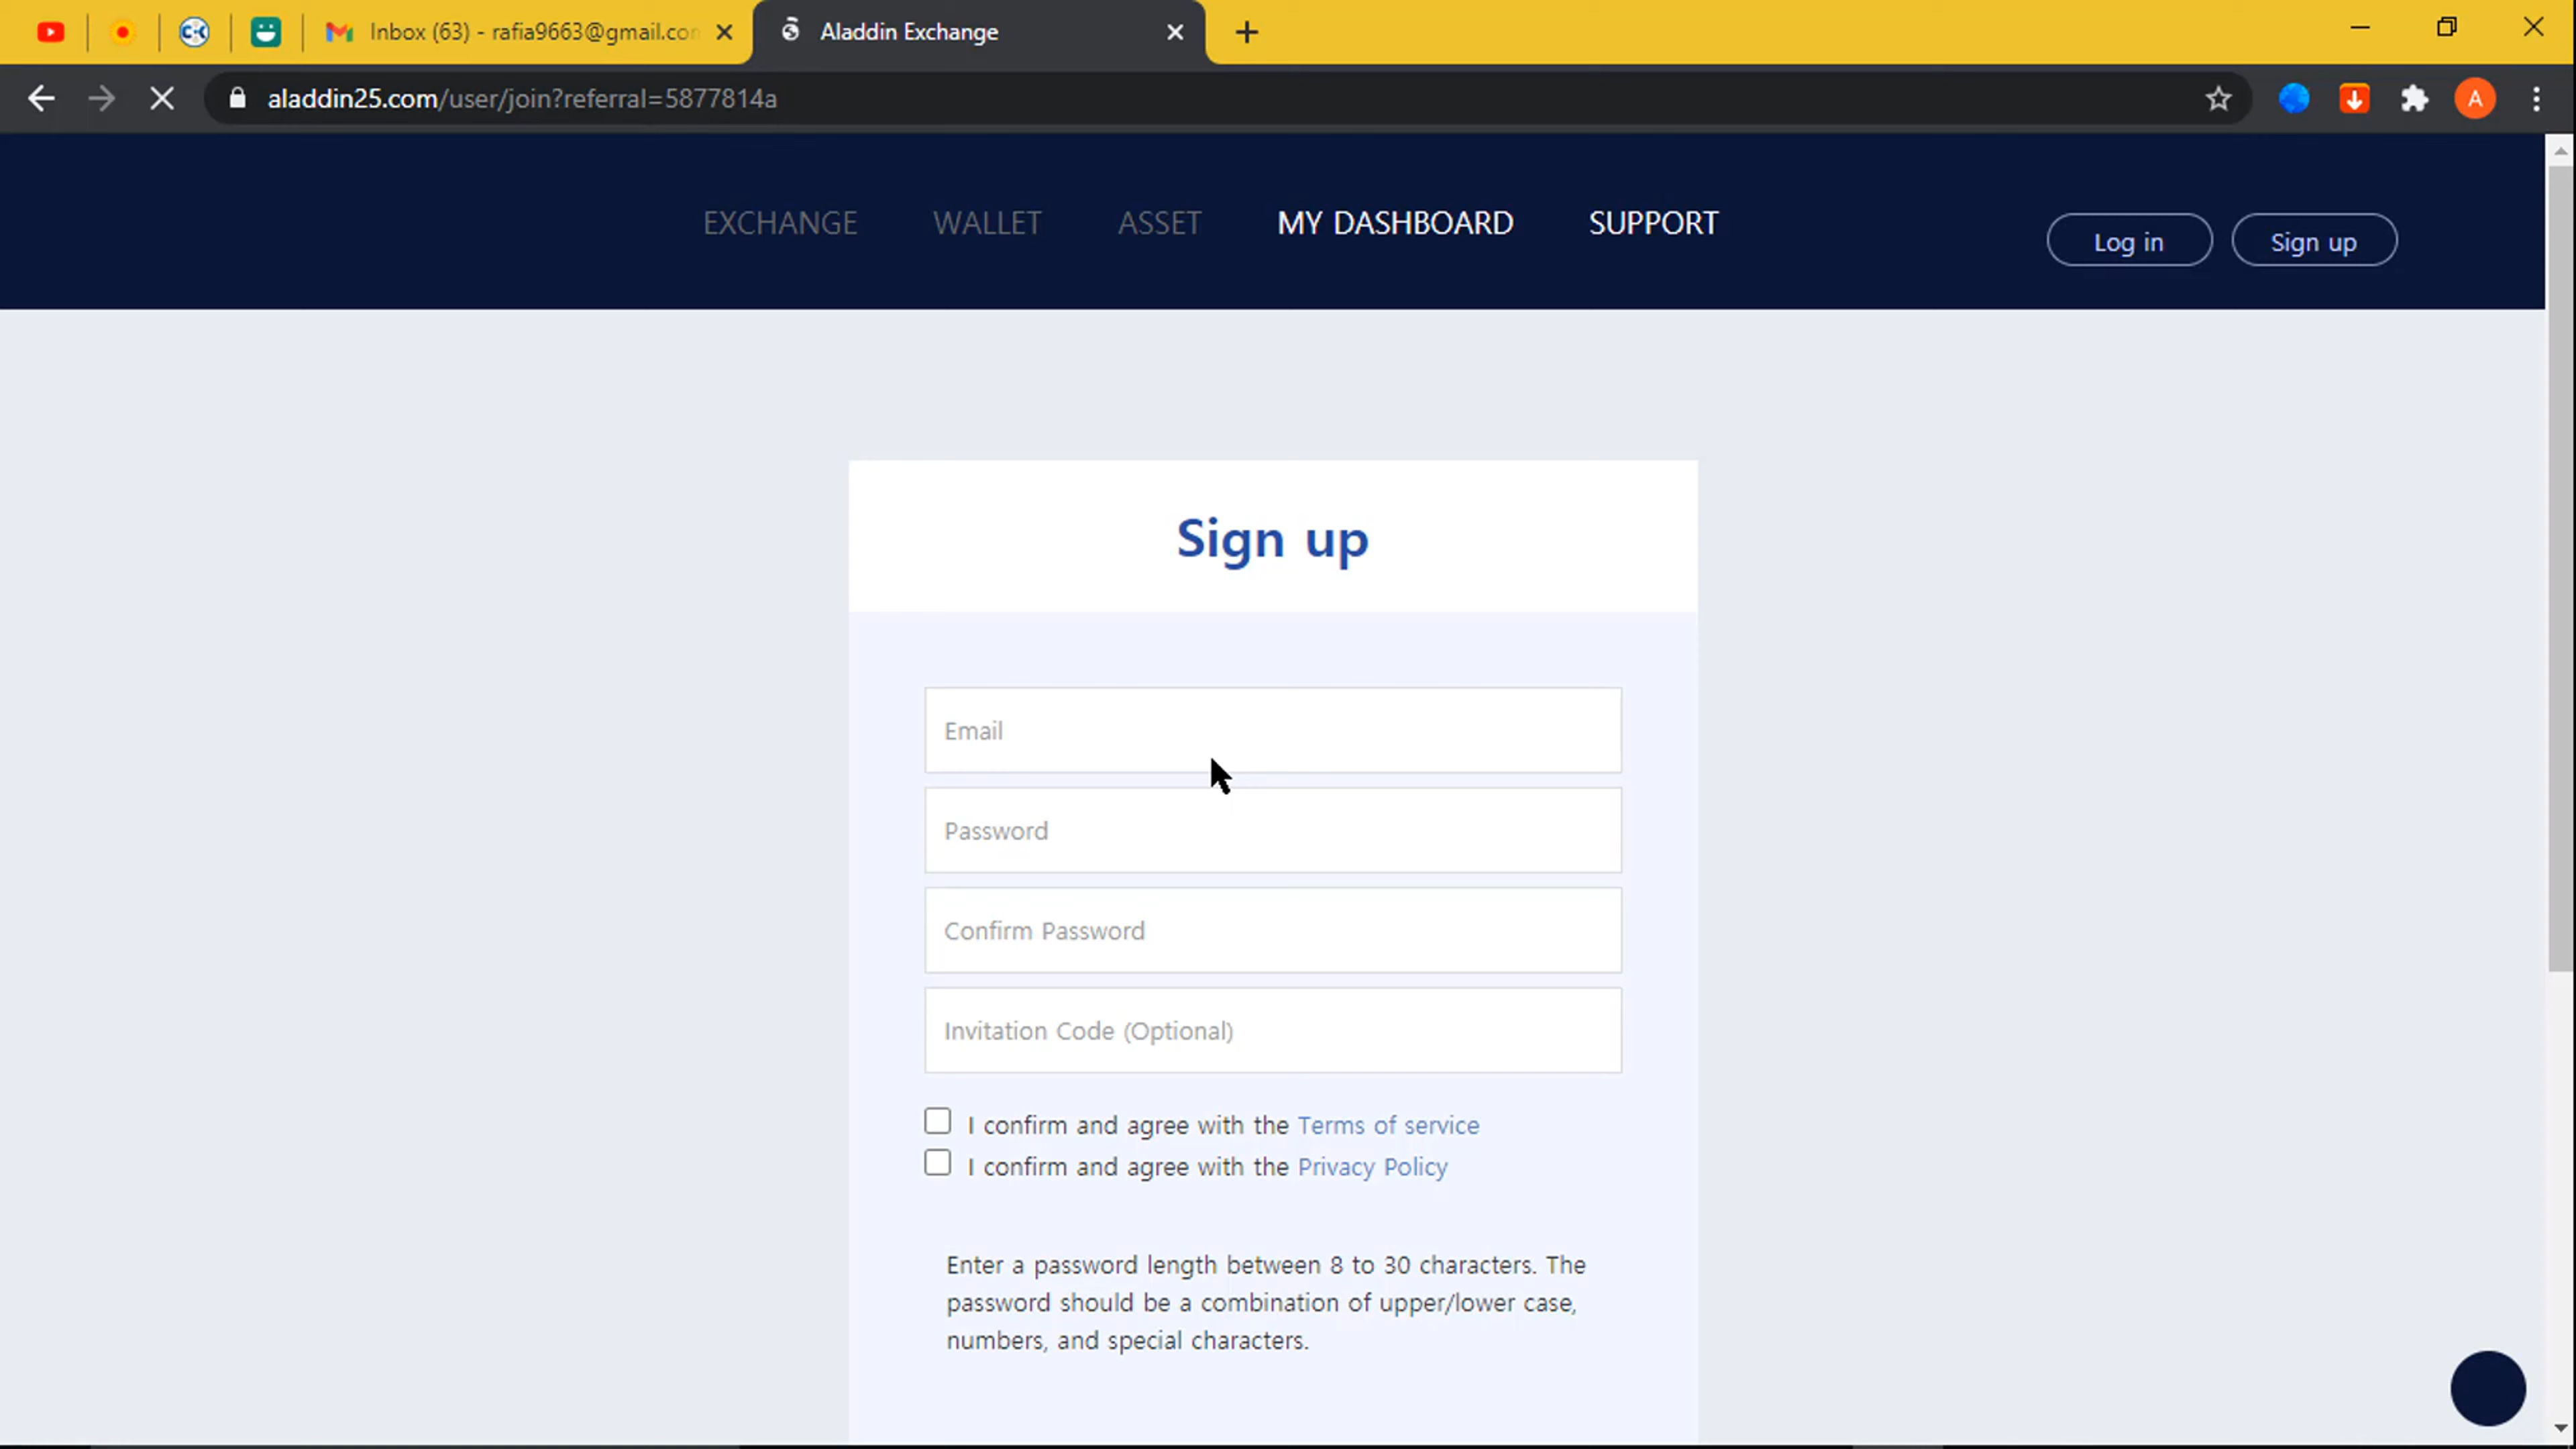 Inbox (63) - rafia9663@gmail.con
Aladdin Exchange
aladdin25.com/user/join?referral=5877814a
A
EXCHANGE
WALLET
ASSET
MY DASHBOARD
SUPPORT
Log in
Sign up
Sign up
Email
Password
Confirm Password
Invitation Code (Optional)
I confirm and agree with the Terms of service
I confirm and agree with the Privacy Policy
Enter a password length between 8 to 30 characters. The
password should be a combination of upper/lower case,
numbers, and special characters.